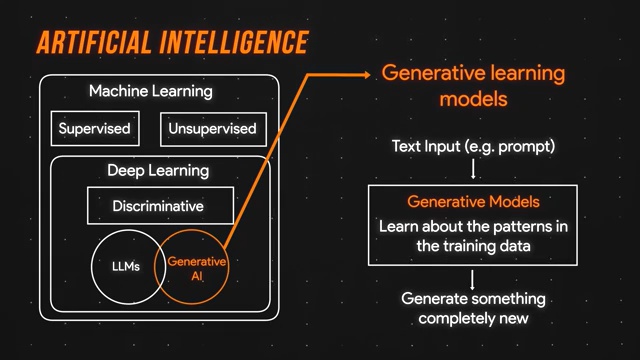 ARTIFICIAL INTELLIGENCE
Machine Learning
Supervised
Unsupervised
Deep Learning
Discriminative
LLMs
Generative
AI
Generative learning
models
Text Input (e.g. prompt)
Generative Models
Learn about the patterns in
the training data
Generate something
completely new